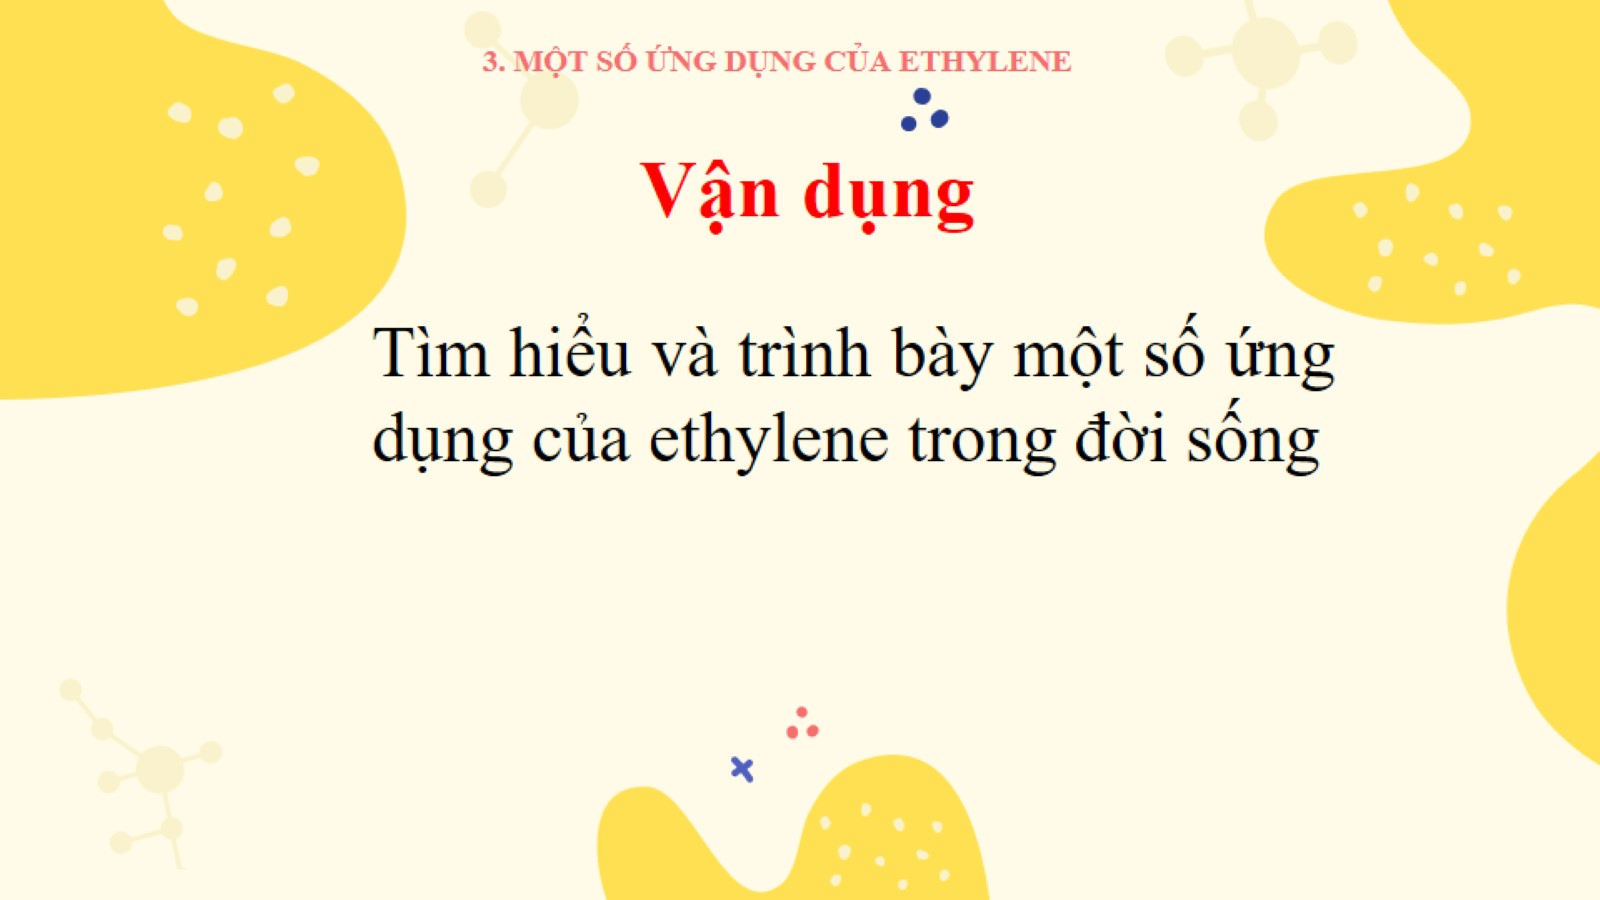 3. MỘT SỐ ỨNG DỤNG CỦA ETHYLENE
Vận dụng
Tìm hiểu và trình bày một số ứng
dụng của ethylene trong đời sống